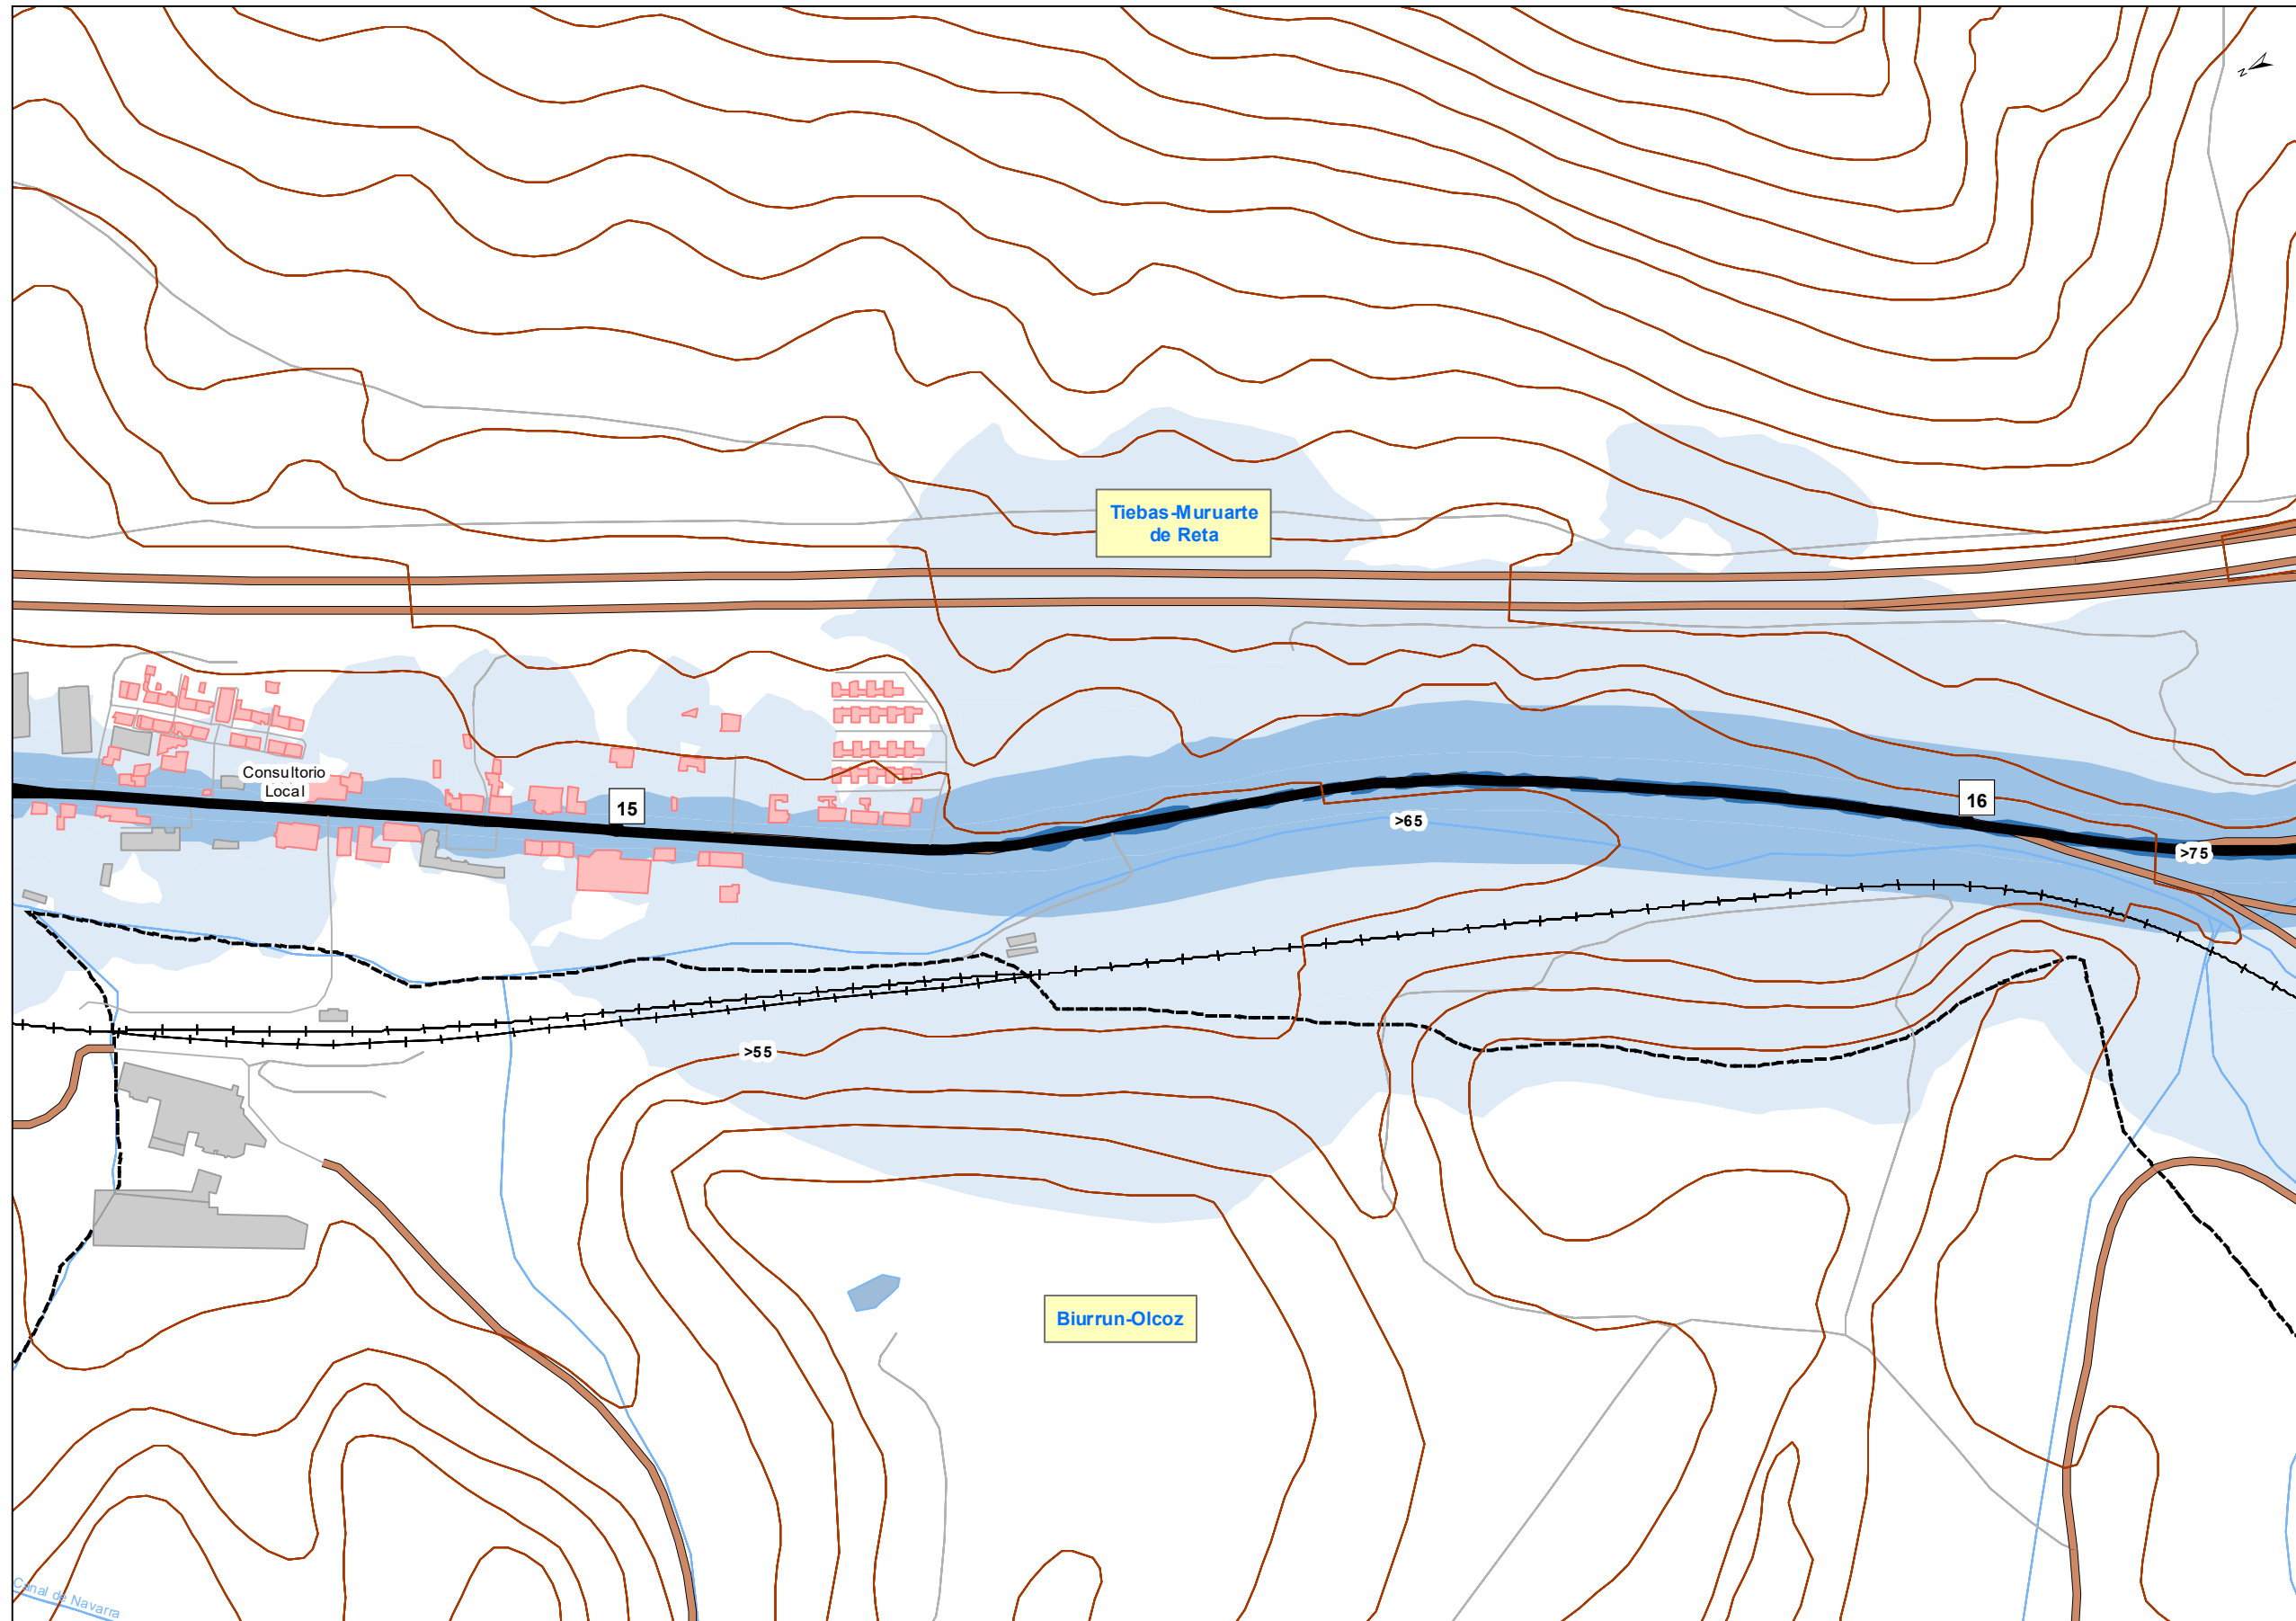 N
Tiebas-Muruarte
de Reta
Consultorio
Local
15
16
>65
>75
>55
Biurrun-Olcoz
Canal de Navarra